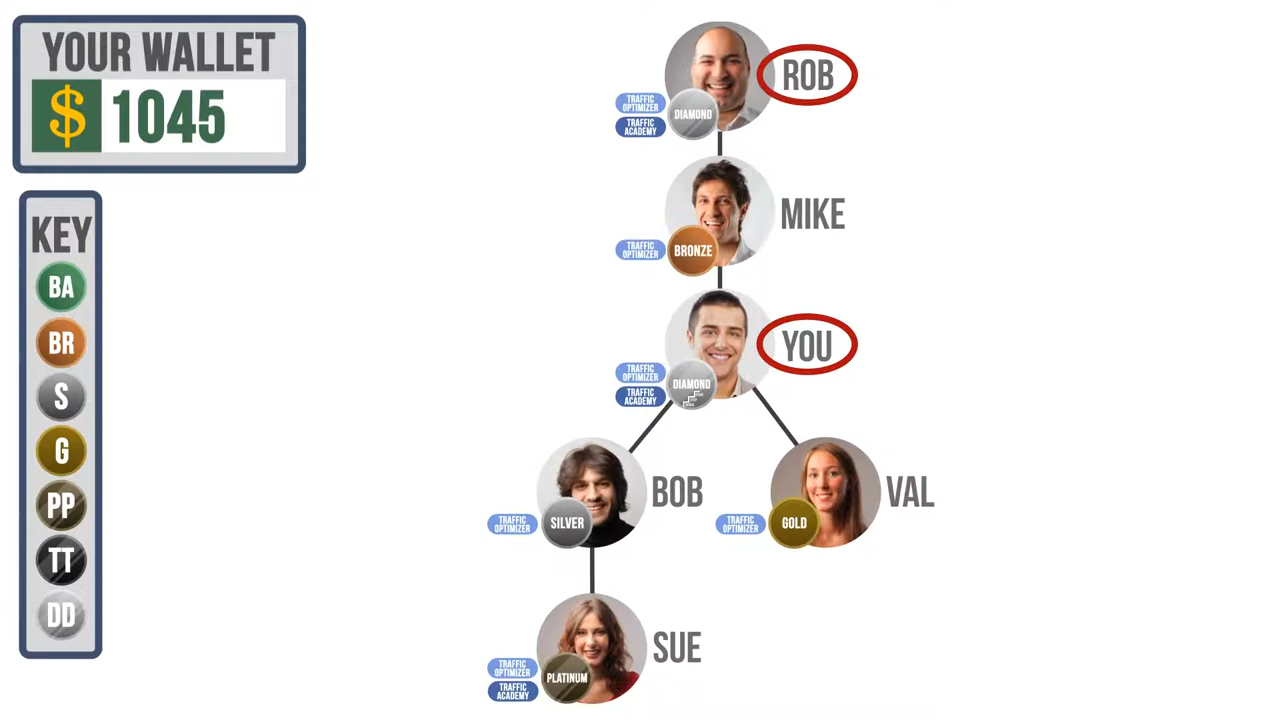 YOUR WALLET
$ 1045
KEY
BA
BR
S
G
PP
TT
DD
ROB
TRAFFIC
OPTIMIZER
TRAFFIC
ACADEMY
DIAMOND
MIKE
TRAFFIC
OPTIMIZER
BRONZE
YOU
TRAFFIC
OPTIMIZER
TRAFFIC
ACADEMY
DIAMOND
BOB
TRAFFIC
OPTIMIZER
SILVER
VAL
TRAFFIC
OPTIMIZER
GOLD
SUE
TRAFFIC
OPTIMIZER
TRAFFIC
ACADEMY
PLATINUM